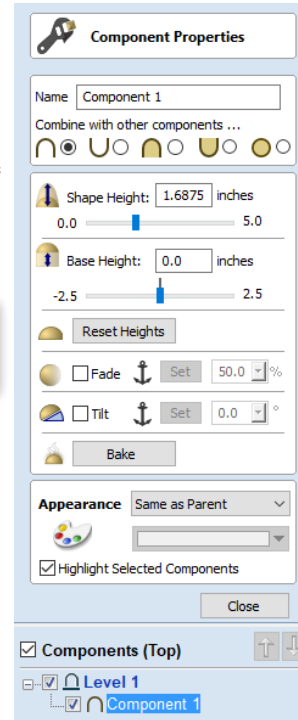 Component Properties
Name Component 1
Combine with other components ...
Shape Height: 1.6875 inches
0.0 5.0
Base Height: 0.0 inches
-2.5 2.5
Reset Heights
Fade Set 50.0 %
Tilt Set 0.0 °
Bake
Appearance Same as Parent
Highlight Selected Components
Close
Components (Top)
Level 1
Component 1